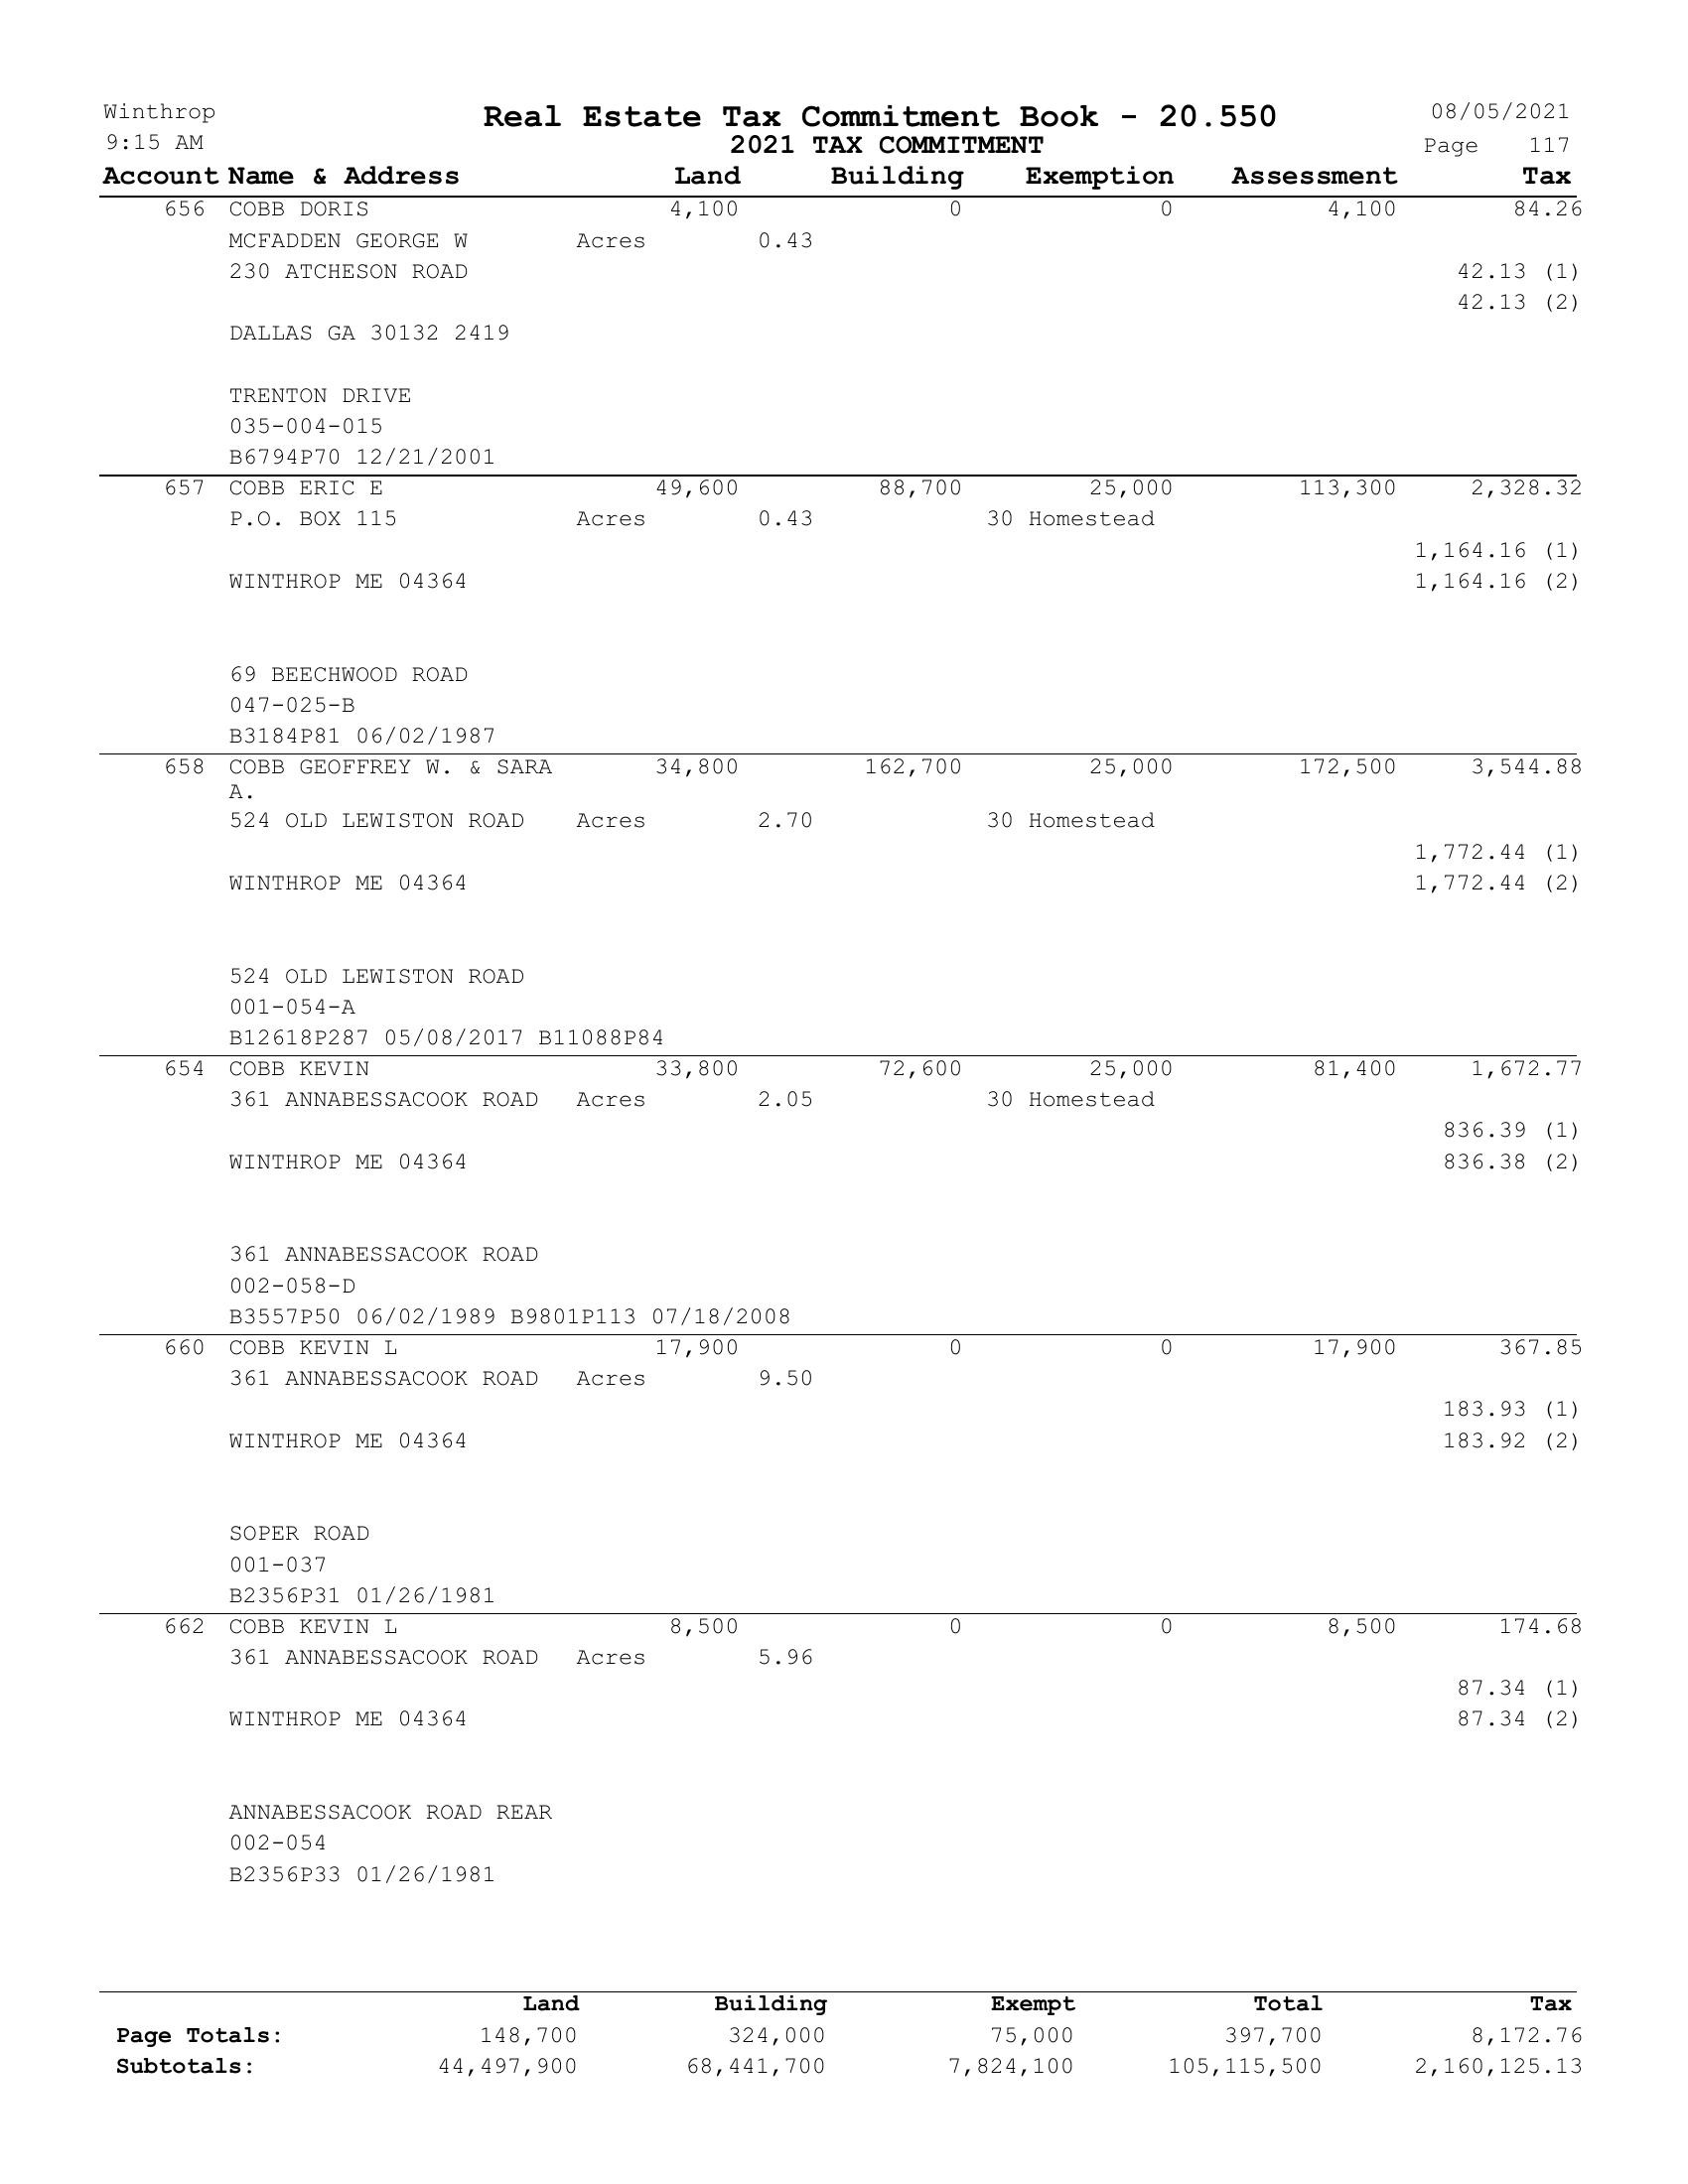 Winthrop Real Estate Tax Commitment Book - 20.550 08/05/2021
9:15 AM 2021 TAX COMMITMENT Page 117
Account Name & Address Land Building Exemption Assessment Tax
656 COBB DORIS 4,100 0 0 4,100 84.26
MCFADDEN GEORGE W Acres 0.43
230 ATCHESON ROAD 42.13 (1)
42.13 (2)
DALLAS GA 30132 2419
TRENTON DRIVE
035-004-015
B6794P70 12/21/2001
657 COBB ERIC E 49,600 88,700 25,000 113,300 2,328.32
P.O. BOX 115 Acres 0.43 30 Homestead
1,164.16 (1)
WINTHROP ME 04364 1,164.16 (2)
69 BEECHWOOD ROAD
047-025-B
B3184P81 06/02/1987
658 COBB GEOFFREY W. & SARA 34,800 162,700 25,000 172,500 3,544.88
A.
524 OLD LEWISTON ROAD Acres 2.70 30 Homestead
1,772.44 (1)
WINTHROP ME 04364 1,772.44 (2)
524 OLD LEWISTON ROAD
001-054-A
B12618P287 05/08/2017 B11088P84
654 COBB KEVIN 33,800 72,600 25,000 81,400 1,672.77
361 ANNABESSACOOK ROAD Acres 2.05 30 Homestead
836.39 (1)
WINTHROP ME 04364 836.38 (2)
361 ANNABESSACOOK ROAD
002-058-D
B3557P50 06/02/1989 B9801P113 07/18/2008
660 COBB KEVIN L 17,900 0 0 17,900 367.85
361 ANNABESSACOOK ROAD Acres 9.50
183.93 (1)
WINTHROP ME 04364 183.92 (2)
SOPER ROAD
001-037
B2356P31 01/26/1981
662 COBB KEVIN L 8,500 0 0 8,500 174.68
361 ANNABESSACOOK ROAD Acres 5.96
87.34 (1)
WINTHROP ME 04364 87.34 (2)
ANNABESSACOOK ROAD REAR
002-054
B2356P33 01/26/1981
Land Building Exempt Total Tax
Page Totals: 148,700 324,000 75,000 397,700 8,172.76
Subtotals: 44,497,900 68,441,700 7,824,100 105,115,500 2,160,125.13